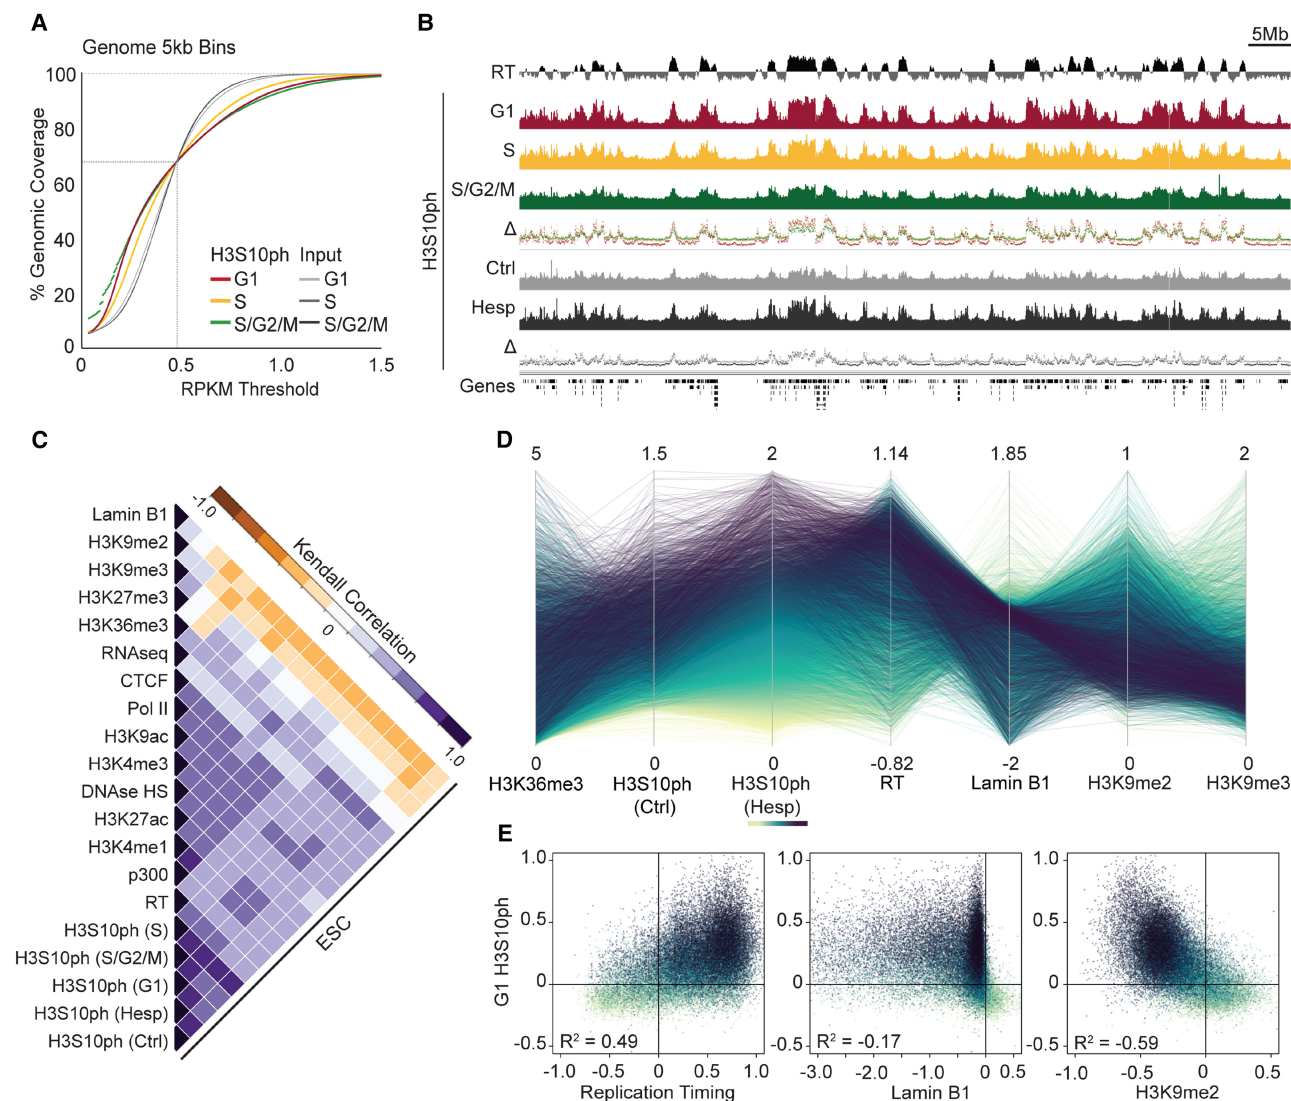 A
Genome 5kb Bins
% Genomic Coverage
100
80
60
40
20
0
0
0.5
1.0
1.5
RPKM Threshold
H3S10ph Input
G1 G1
S S
S/G2/M S/G2/M
B
5Mb
H3S10ph
RT
G1
S
S/G2/M
Δ
Ctrl
Hesp
Δ
Genes
C
Lamin B1
H3K9me2
H3K9me3
H3K27me3
H3K36me3
RNAseq
CTCF
Pol II
H3K9ac
H3K4me3
DNAse HS
H3K27ac
H3K4me1
p300
RT
H3S10ph (S)
H3S10ph (S/G2/M)
H3S10ph (G1)
H3S10ph (Hesp)
H3S10ph (Ctrl)
-1.0
0
1.0
Kendall Correlation
ESC
D
5 1.5 2 1.14 1.85 1 2
0 0 0 -0.82 -2 0 0
H3K36me3 H3S10ph (Ctrl) H3S10ph (Hesp) RT Lamin B1 H3K9me2 H3K9me3
E
G1 H3S10ph
1.0
0.5
0
-0.5
R² = 0.49
-1.0 -0.5 0 0.5 1.0
Replication Timing
1.0
0.5
0
-0.5
R² = -0.17
-3.0 -2.0 -1.0 0 0.5
Lamin B1
1.0
0.5
0
-0.5
R² = -0.59
-1.0 0 0.5
H3K9me2